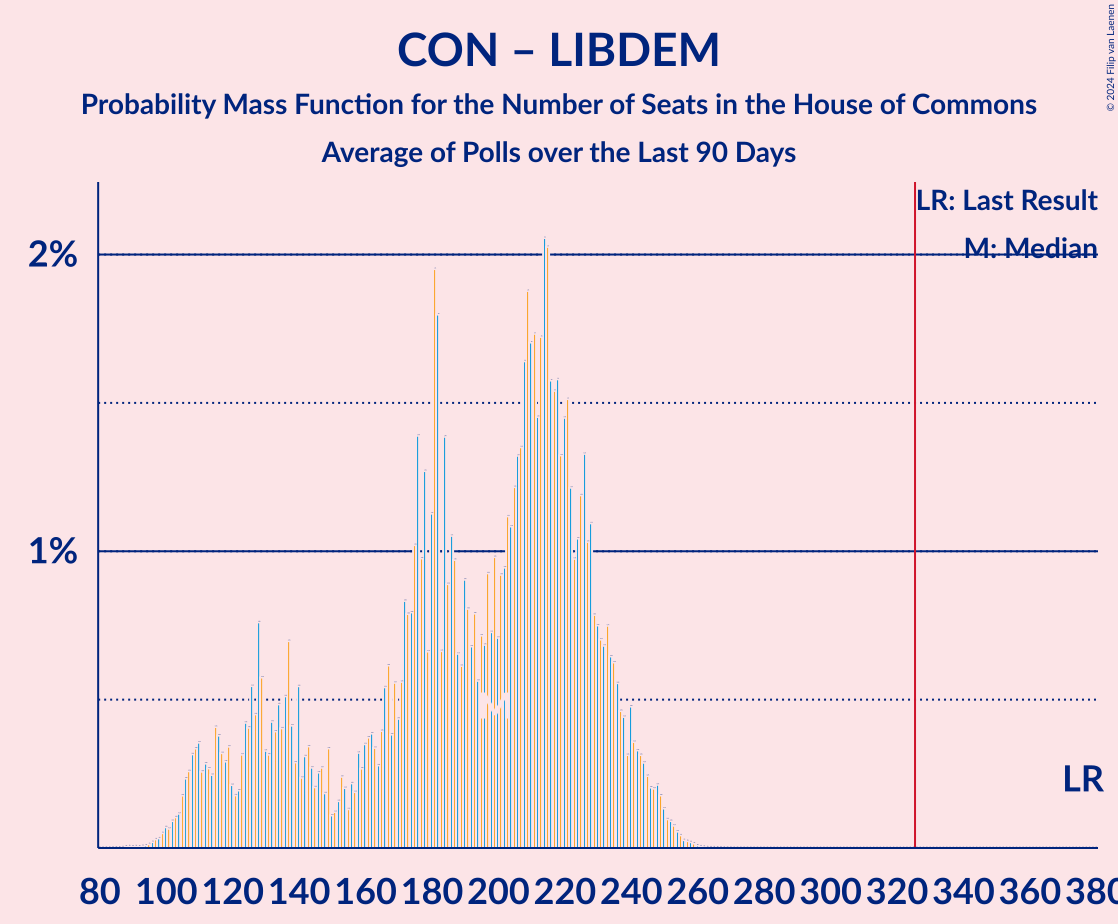 CON – LIBDEM
Probability Mass Function for the Number of Seats in the House of Commons
Average of Polls over the Last 90 Days
© 2024 Filip van Laenen
LR: Last Result
M: Median
2%
1%
M
LR
80 100 120 140 160 180 200 220 240 260 280 300 320 340 360 380